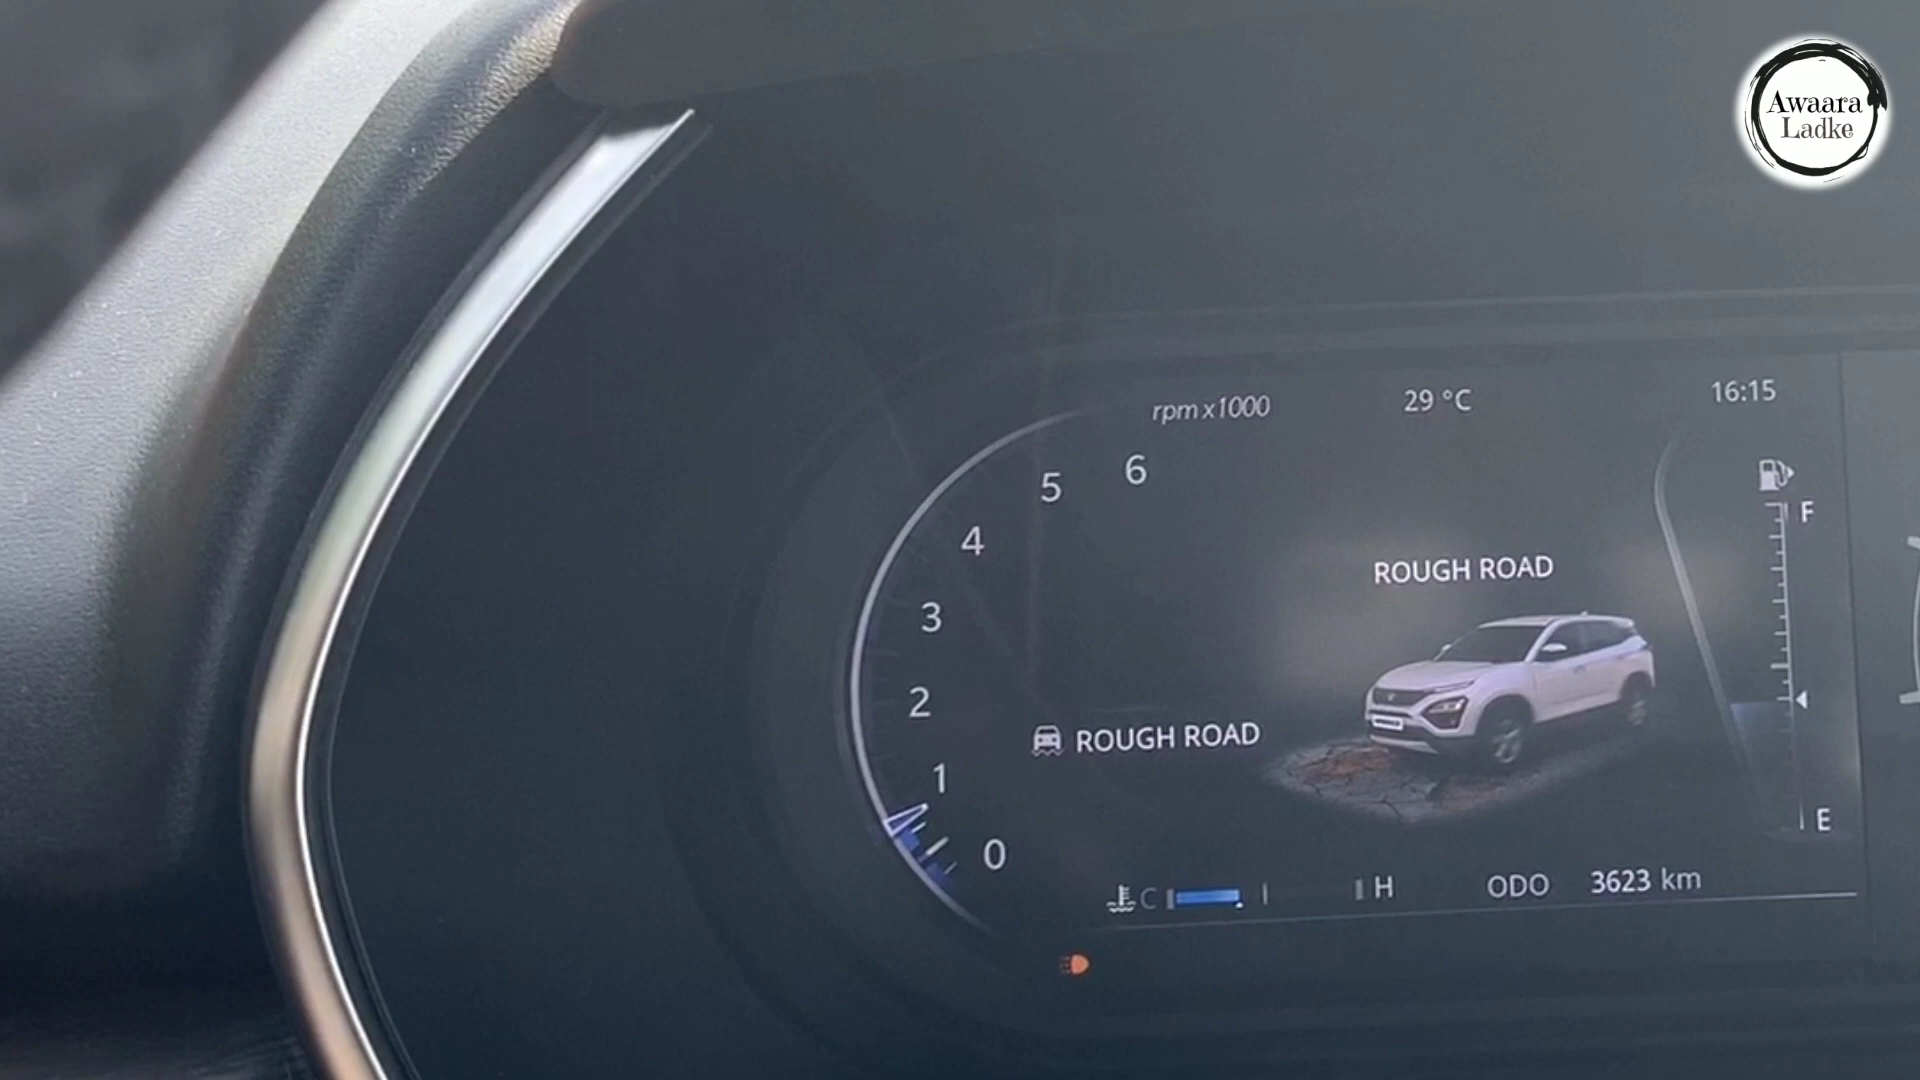 Awaara
Ladke
rpm x1000
29 °C
16:15
6
5
4
3
2
1
0
F
ROUGH ROAD
ROUGH ROAD
E
C
H
ODO 3623 km